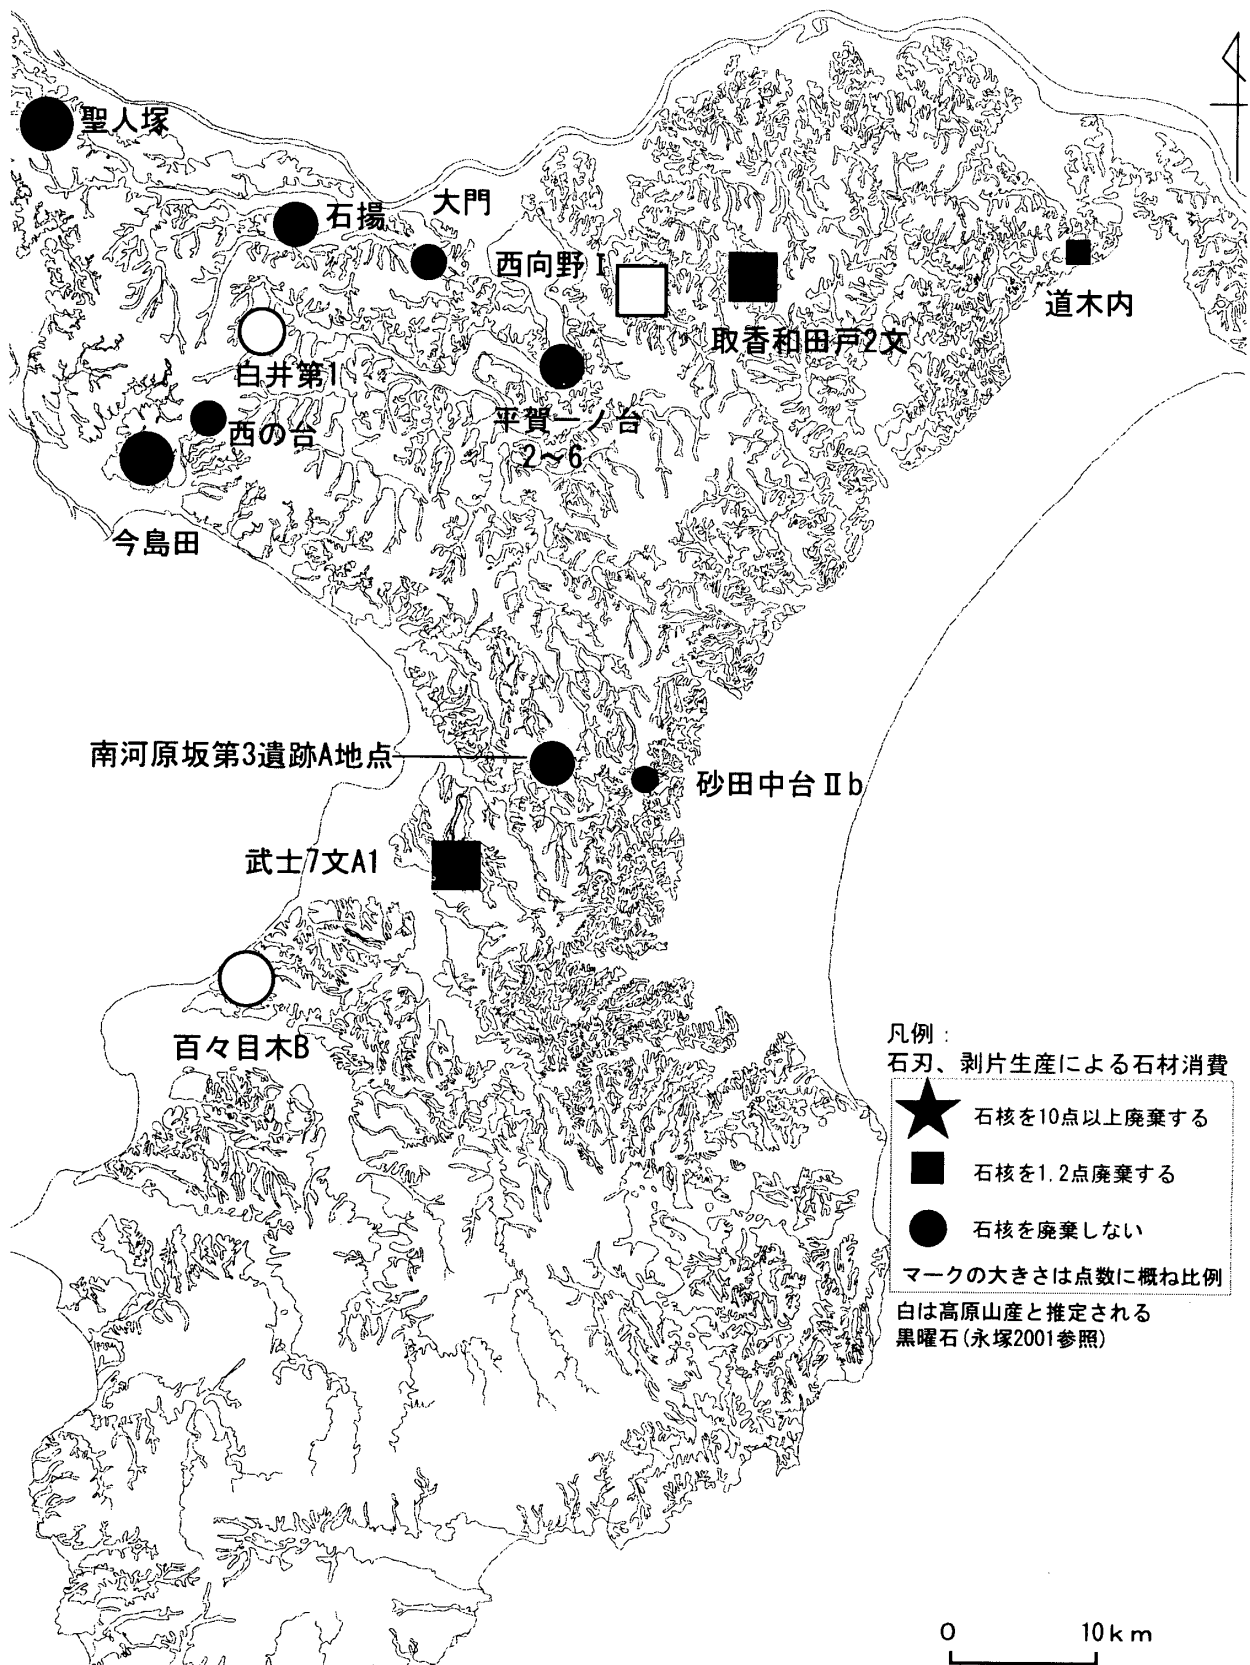 聖人塚
石揚
大門
西向野Ⅰ
道木内
取香和田戸2文
白井第1
平賀一ノ台
2～6
西の台
今島田
南河原坂第3遺跡A地点
砂田中台Ⅱb
武士7文A1
百々目木B
凡例：
石刃、剥片生産による石材消費
石核を10点以上廃棄する
石核を1,2点廃棄する
石核を廃棄しない
マークの大きさは点数に概ね比例
白は高原山産と推定される
黒曜石(永塚2001参照)
0 10km